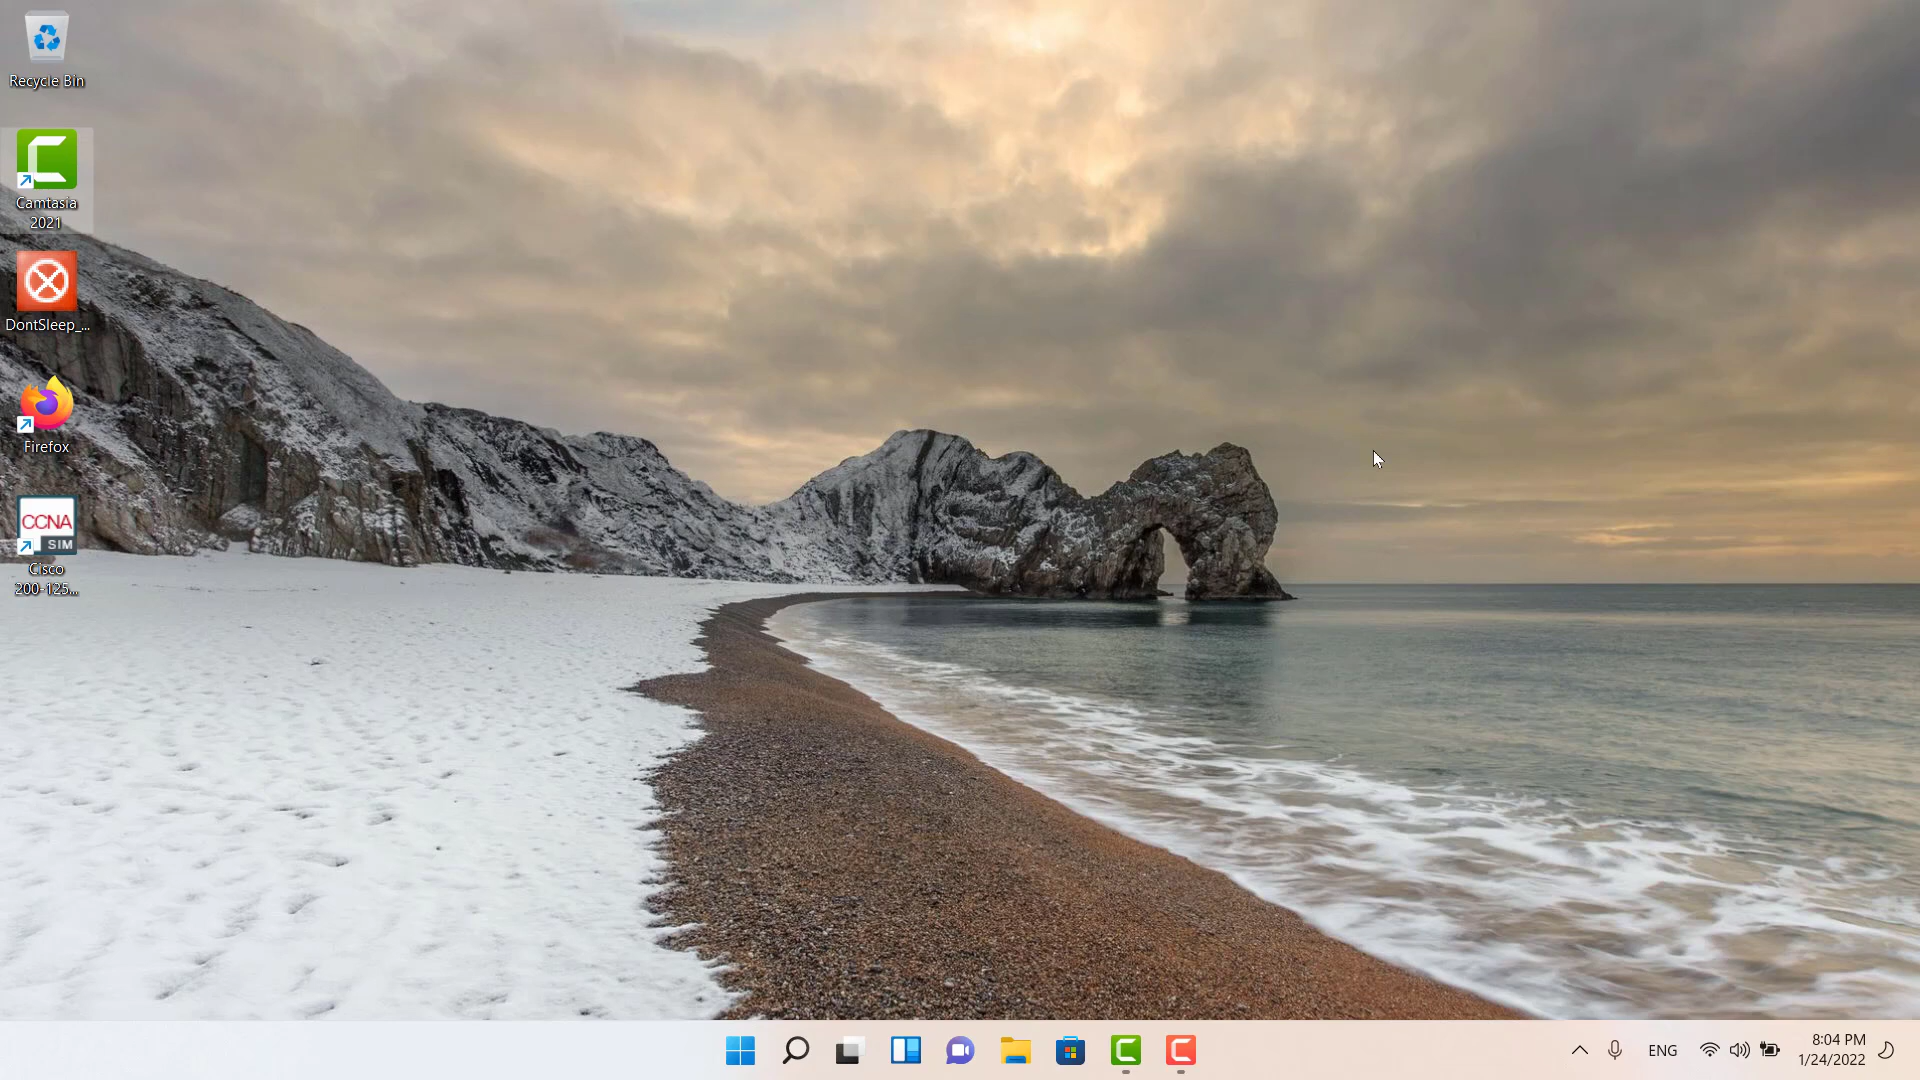 Recycle Bin
Camtasia
2021
DontSleep_...
Firefox
CCNA
SIM
Cisco
200-125...
ENG
8:04 PM
1/24/2022